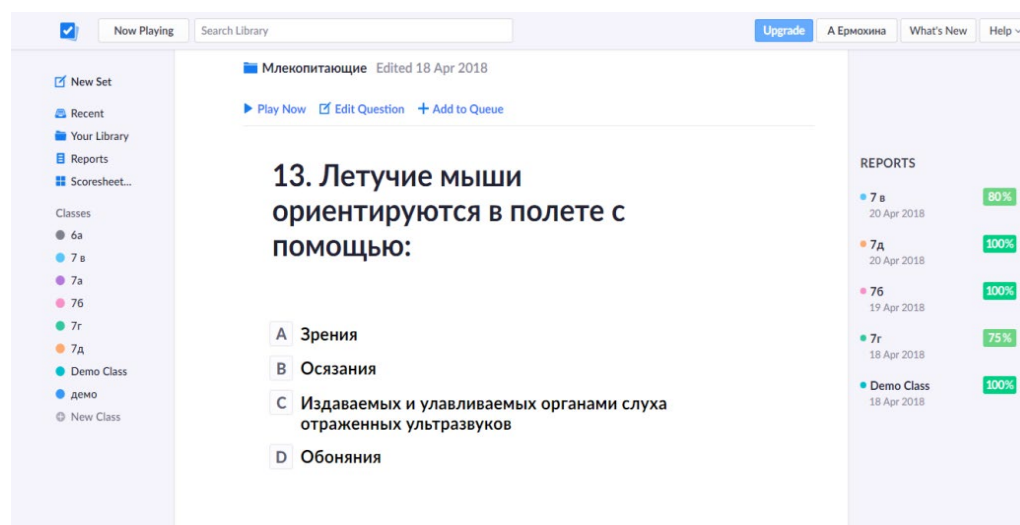 Now Playing
Search Library
Upgrade
А Ермохина
What's New
Help
New Set
Recent
Your Library
Reports
Scoresheet...
Classes
6а
7 в
7а
7б
7г
7д
Demo Class
демо
New Class
Млекопитающие Edited 18 Apr 2018
Play Now Edit Question Add to Queue
13. Летучие мыши
ориентируются в полете с
помощью:
A Зрения
B Осязания
C Издаваемых и улавливаемых органами слуха
отраженных ультразвуков
D Обоняния
REPORTS
7 в 80%
20 Apr 2018
7д 100%
20 Apr 2018
7б 100%
19 Apr 2018
7г 75%
18 Apr 2018
Demo Class 100%
18 Apr 2018